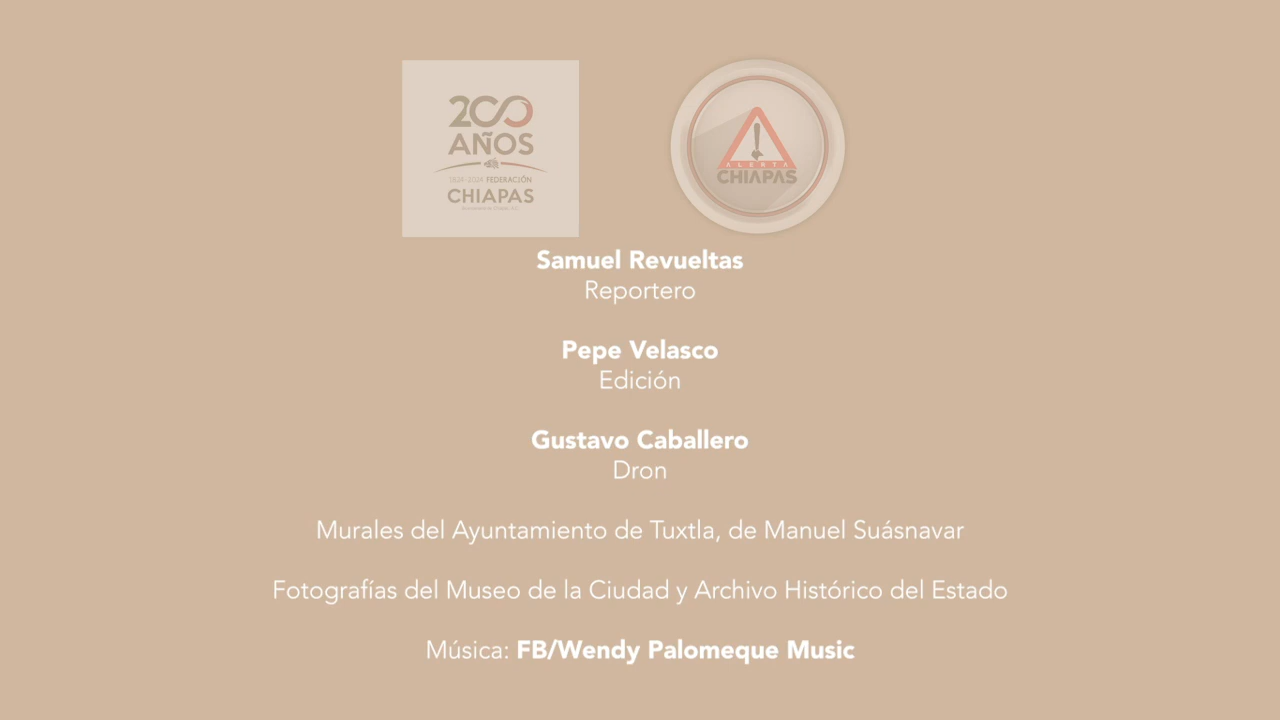 200
AÑOS
1824-2024 FEDERACIÓN
CHIAPAS
ALERTA
CHIAPAS
Samuel Revueltas
Reportero
Pepe Velasco
Edición
Gustavo Caballero
Dron
Murales del Ayuntamiento de Tuxtla, de Manuel Suásnavar
Fotografías del Museo de la Ciudad y Archivo Histórico del Estado
Música: FB/Wendy Palomeque Music